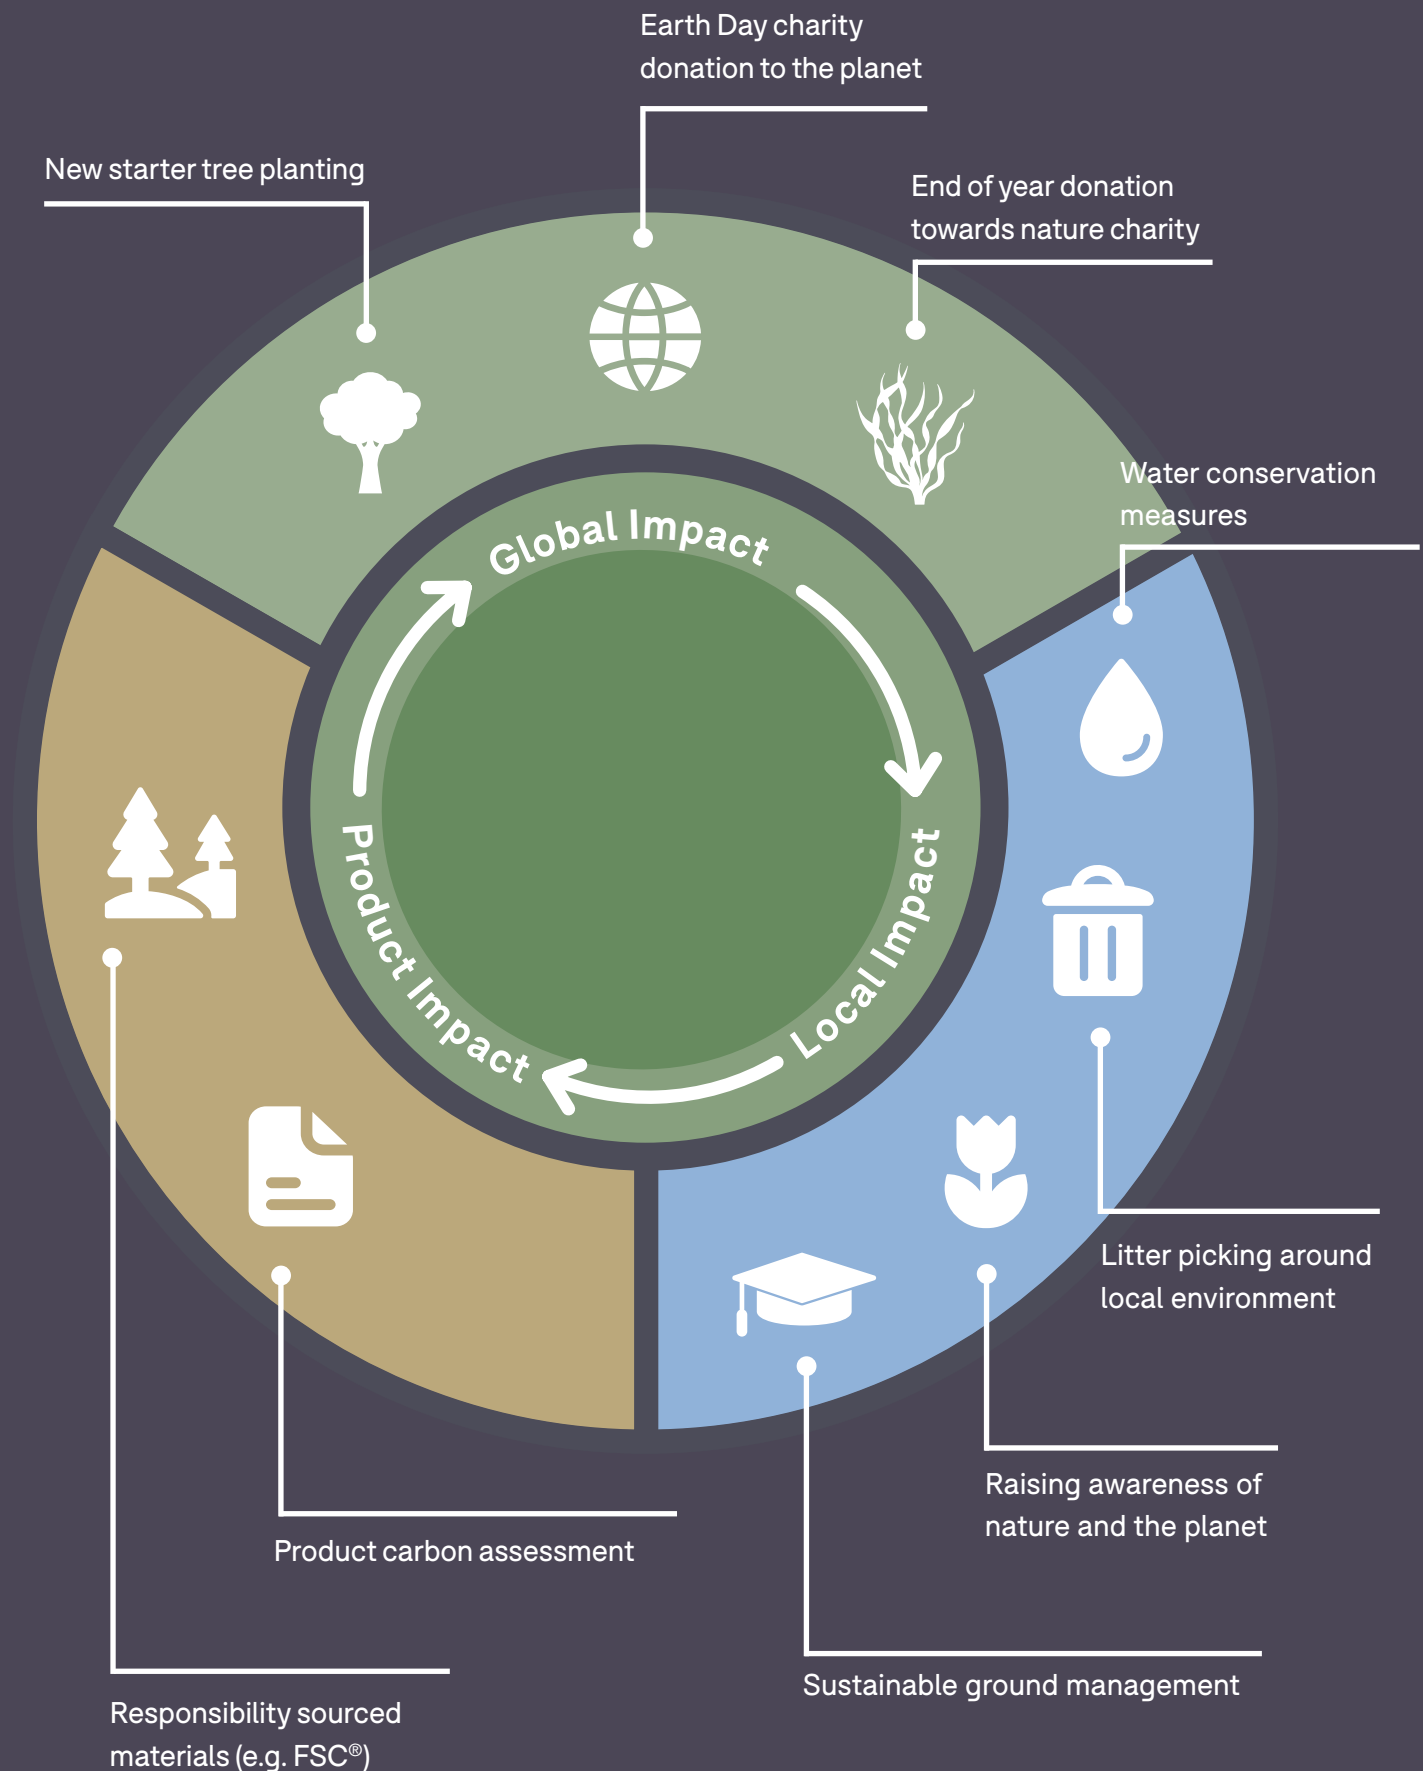 Earth Day charity
donation to the planet
New starter tree planting
End of year donation
towards nature charity
Water conservation
measures
Global Impact
Local Impact
Product Impact
Litter picking around
local environment
Raising awareness of
nature and the planet
Product carbon assessment
Sustainable ground management
Responsibility sourced
materials (e.g. FSC®)